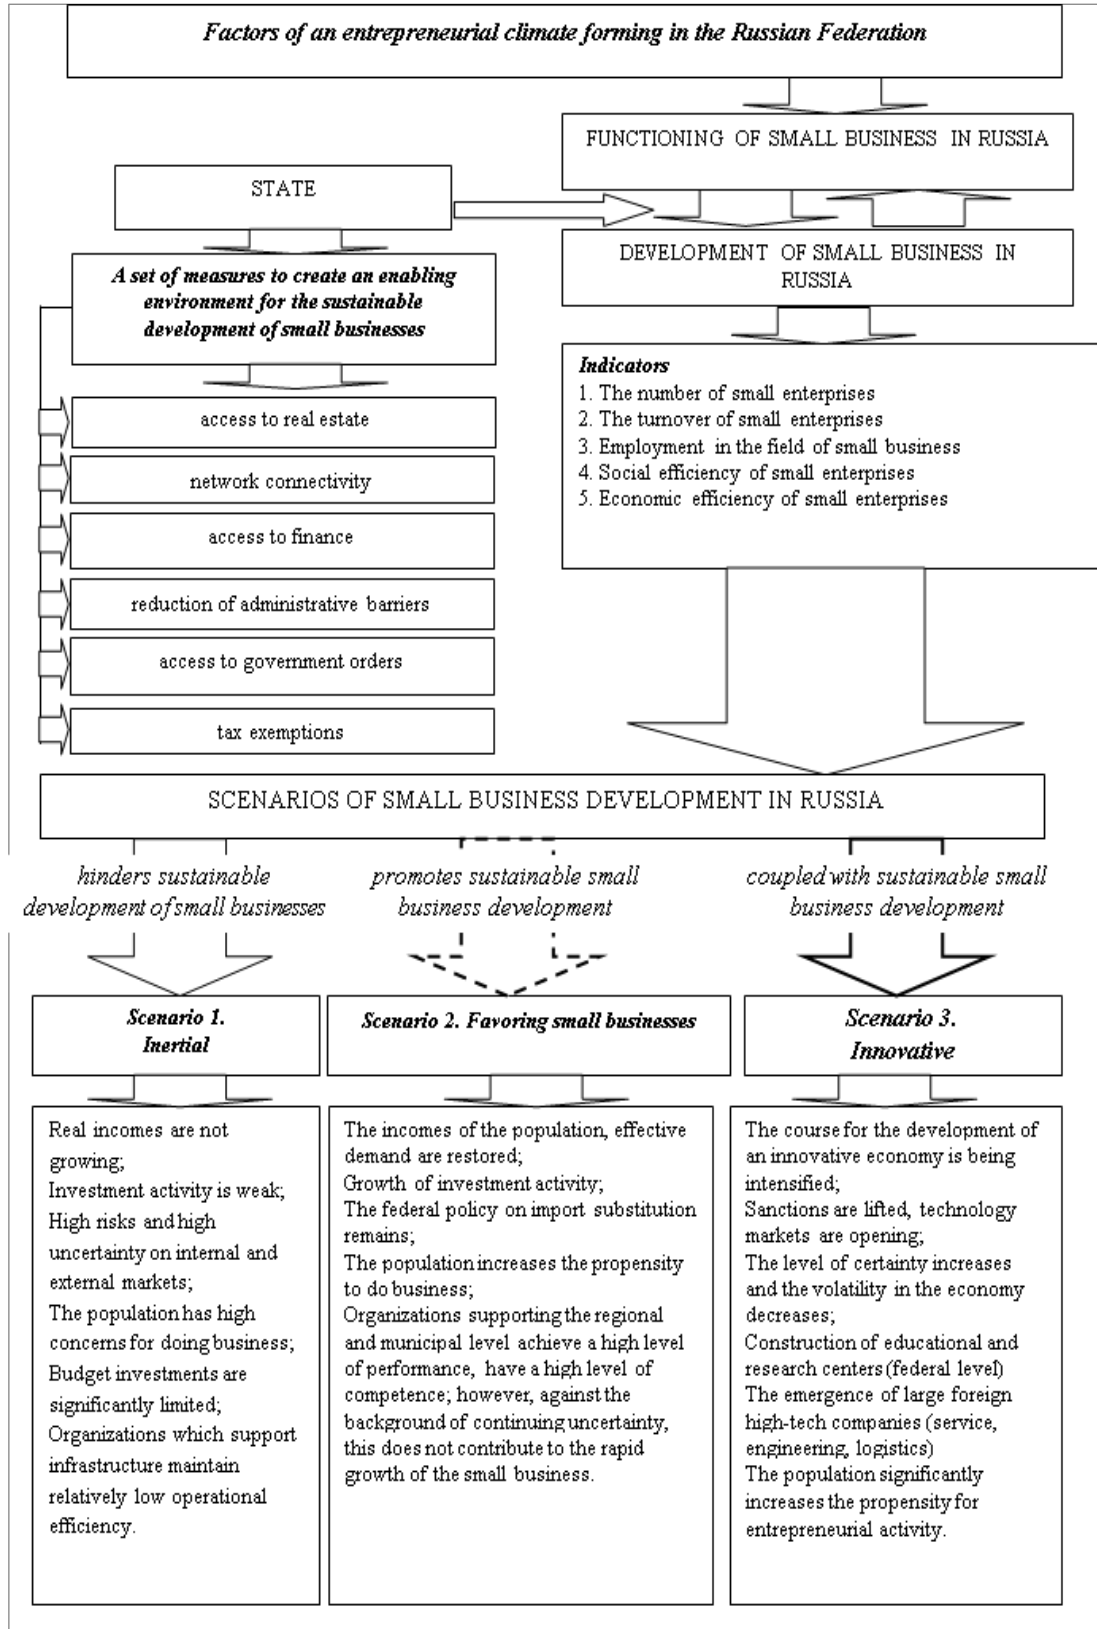 Factors of an entrepreneurial climate forming in the Russian Federation
FUNCTIONING OF SMALL BUSINESS IN RUSSIA
STATE
DEVELOPMENT OF SMALL BUSINESS IN
RUSSIA
A set of measures to create an enabling
environment for the sustainable
development of small businesses
Indicators
1. The number of small enterprises
2. The turnover of small enterprises
3. Employment in the field of small business
4. Social efficiency of small enterprises
5. Economic efficiency of small enterprises
access to real estate
network connectivity
access to finance
reduction of administrative barriers
access to government orders
tax exemptions
SCENARIOS OF SMALL BUSINESS DEVELOPMENT IN RUSSIA
hinders sustainable
development of small businesses
promotes sustainable small
business development
coupled with sustainable small
business development
Scenario 1.
Inertial
Scenario 2. Favoring small businesses
Scenario 3.
Innovative
Real incomes are not
growing;
Investment activity is weak;
High risks and high
uncertainty on internal and
external markets;
The population has high
concerns for doing business;
Budget investments are
significantly limited;
Organizations which support
infrastructure maintain
relatively low operational
efficiency.
The incomes of the population, effective
demand are restored;
Growth of investment activity;
The federal policy on import substitution
remains;
The population increases the propensity
to do business;
Organizations supporting the regional
and municipal level achieve a high level
of performance, have a high level of
competence; however, against the
background of continuing uncertainty,
this does not contribute to the rapid
growth of the small business.
The course for the development of
an innovative economy is being
intensified;
Sanctions are lifted, technology
markets are opening;
The level of certainty increases
and the volatility in the economy
decreases;
Construction of educational and
research centers (federal level)
The emergence of large foreign
high-tech companies (service,
engineering, logistics)
The population significantly
increases the propensity for
entrepreneurial activity.